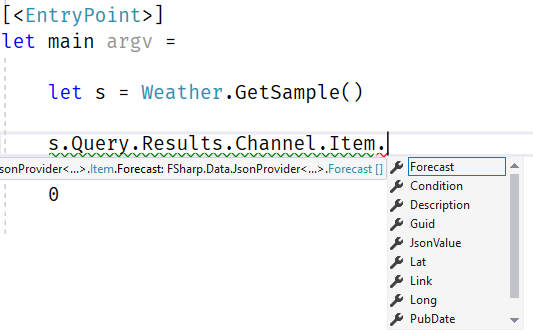 [<EntryPoint>]
let main argv =
let s = Weather.GetSample()
s.Query.Results.Channel.Item.
sonProvider<...>.Item.Forecast: FSharp.Data.JsonProvider<...>.Forecast []
Forecast
Condition
Description
Guid
JsonValue
Lat
Link
Long
PubDate
0